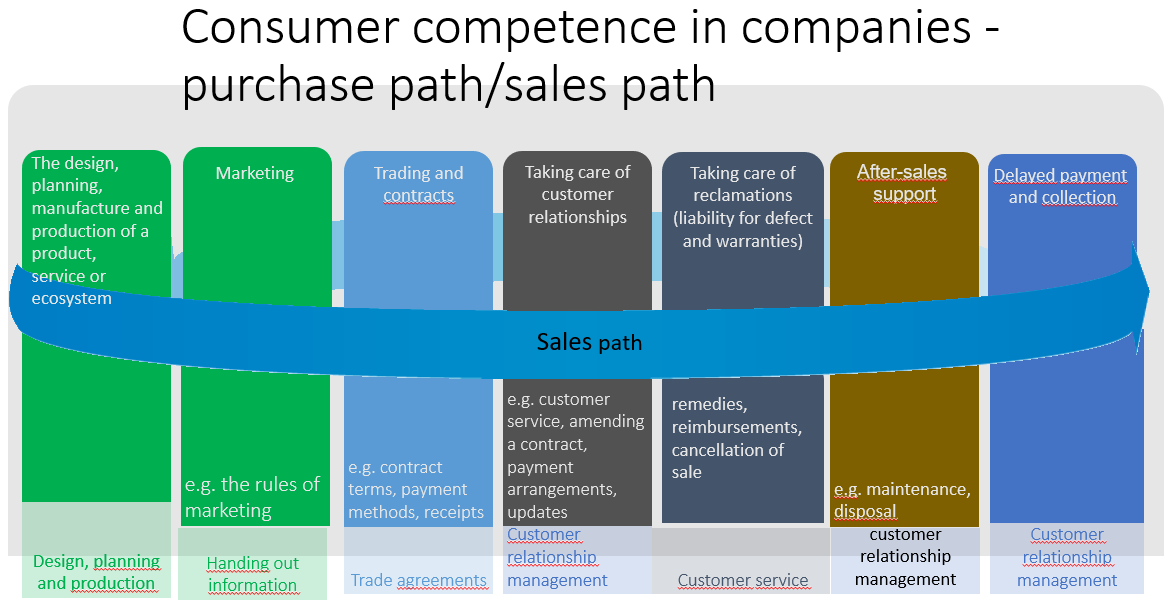 Consumer competence in companies -
purchase path/sales path
The design,
planning,
manufacture and
production of a
product,
service or
ecosystem
Marketing
Trading and
contracts
Taking care of
customer
relationships
Taking care of
reclamations
(liability for defect
and warranties)
After-sales
support
Delayed payment
and collection
Sales path
e.g. the rules of
marketing
e.g. contract
terms, payment
methods, receipts
e.g. customer
service, amending
a contract,
payment
arrangements,
updates
remedies,
reimbursements,
cancellation of
sale
e.g. maintenance,
disposal
Design, planning
and production
Handing out
information
Trade agreements
Customer
relationship
management
Customer service
customer
relationship
management
Customer
relationship
management